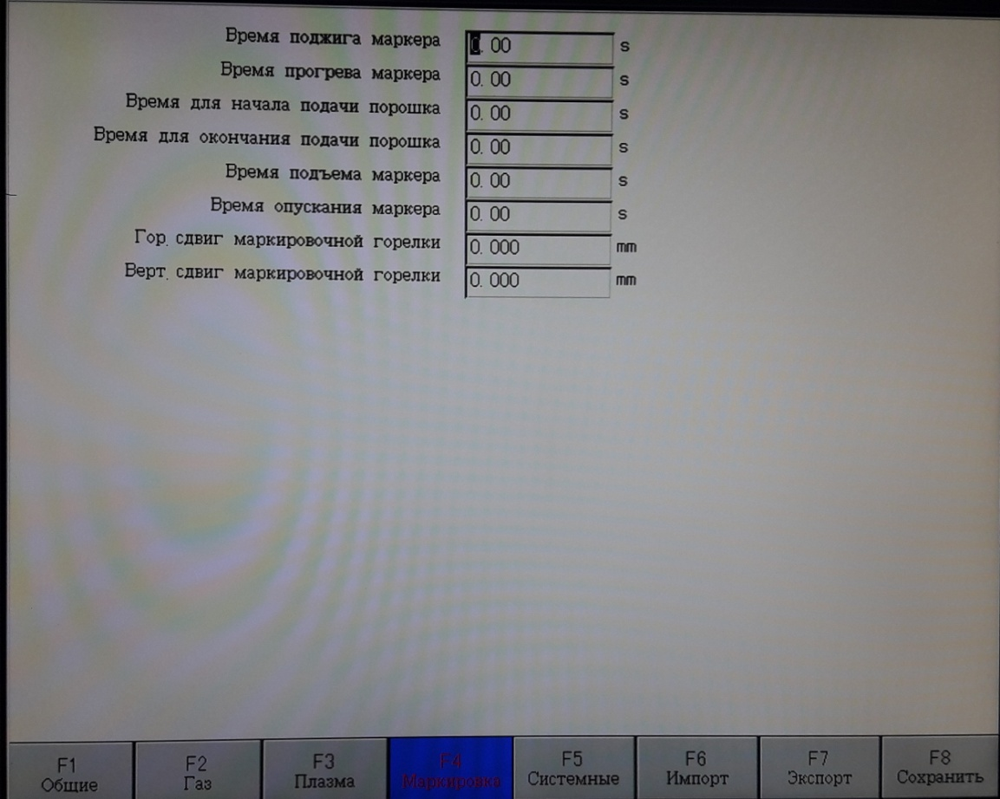 Время поджига маркера 0.00 s
Время прогрева маркера 0.00 s
Время для начала подачи порошка 0.00 s
Время для окончания подачи порошка 0.00 s
Время подъема маркера 0.00 s
Время опускания маркера 0.00 s
Гор. сдвиг маркировочной горелки 0.000 mm
Верт. сдвиг маркировочной горелки 0.000 mm
F1 F2 F3 F4 F5 F6 F7 F8
Общие Газ Плазма Маркировка Системные Импорт Экспорт Сохранить